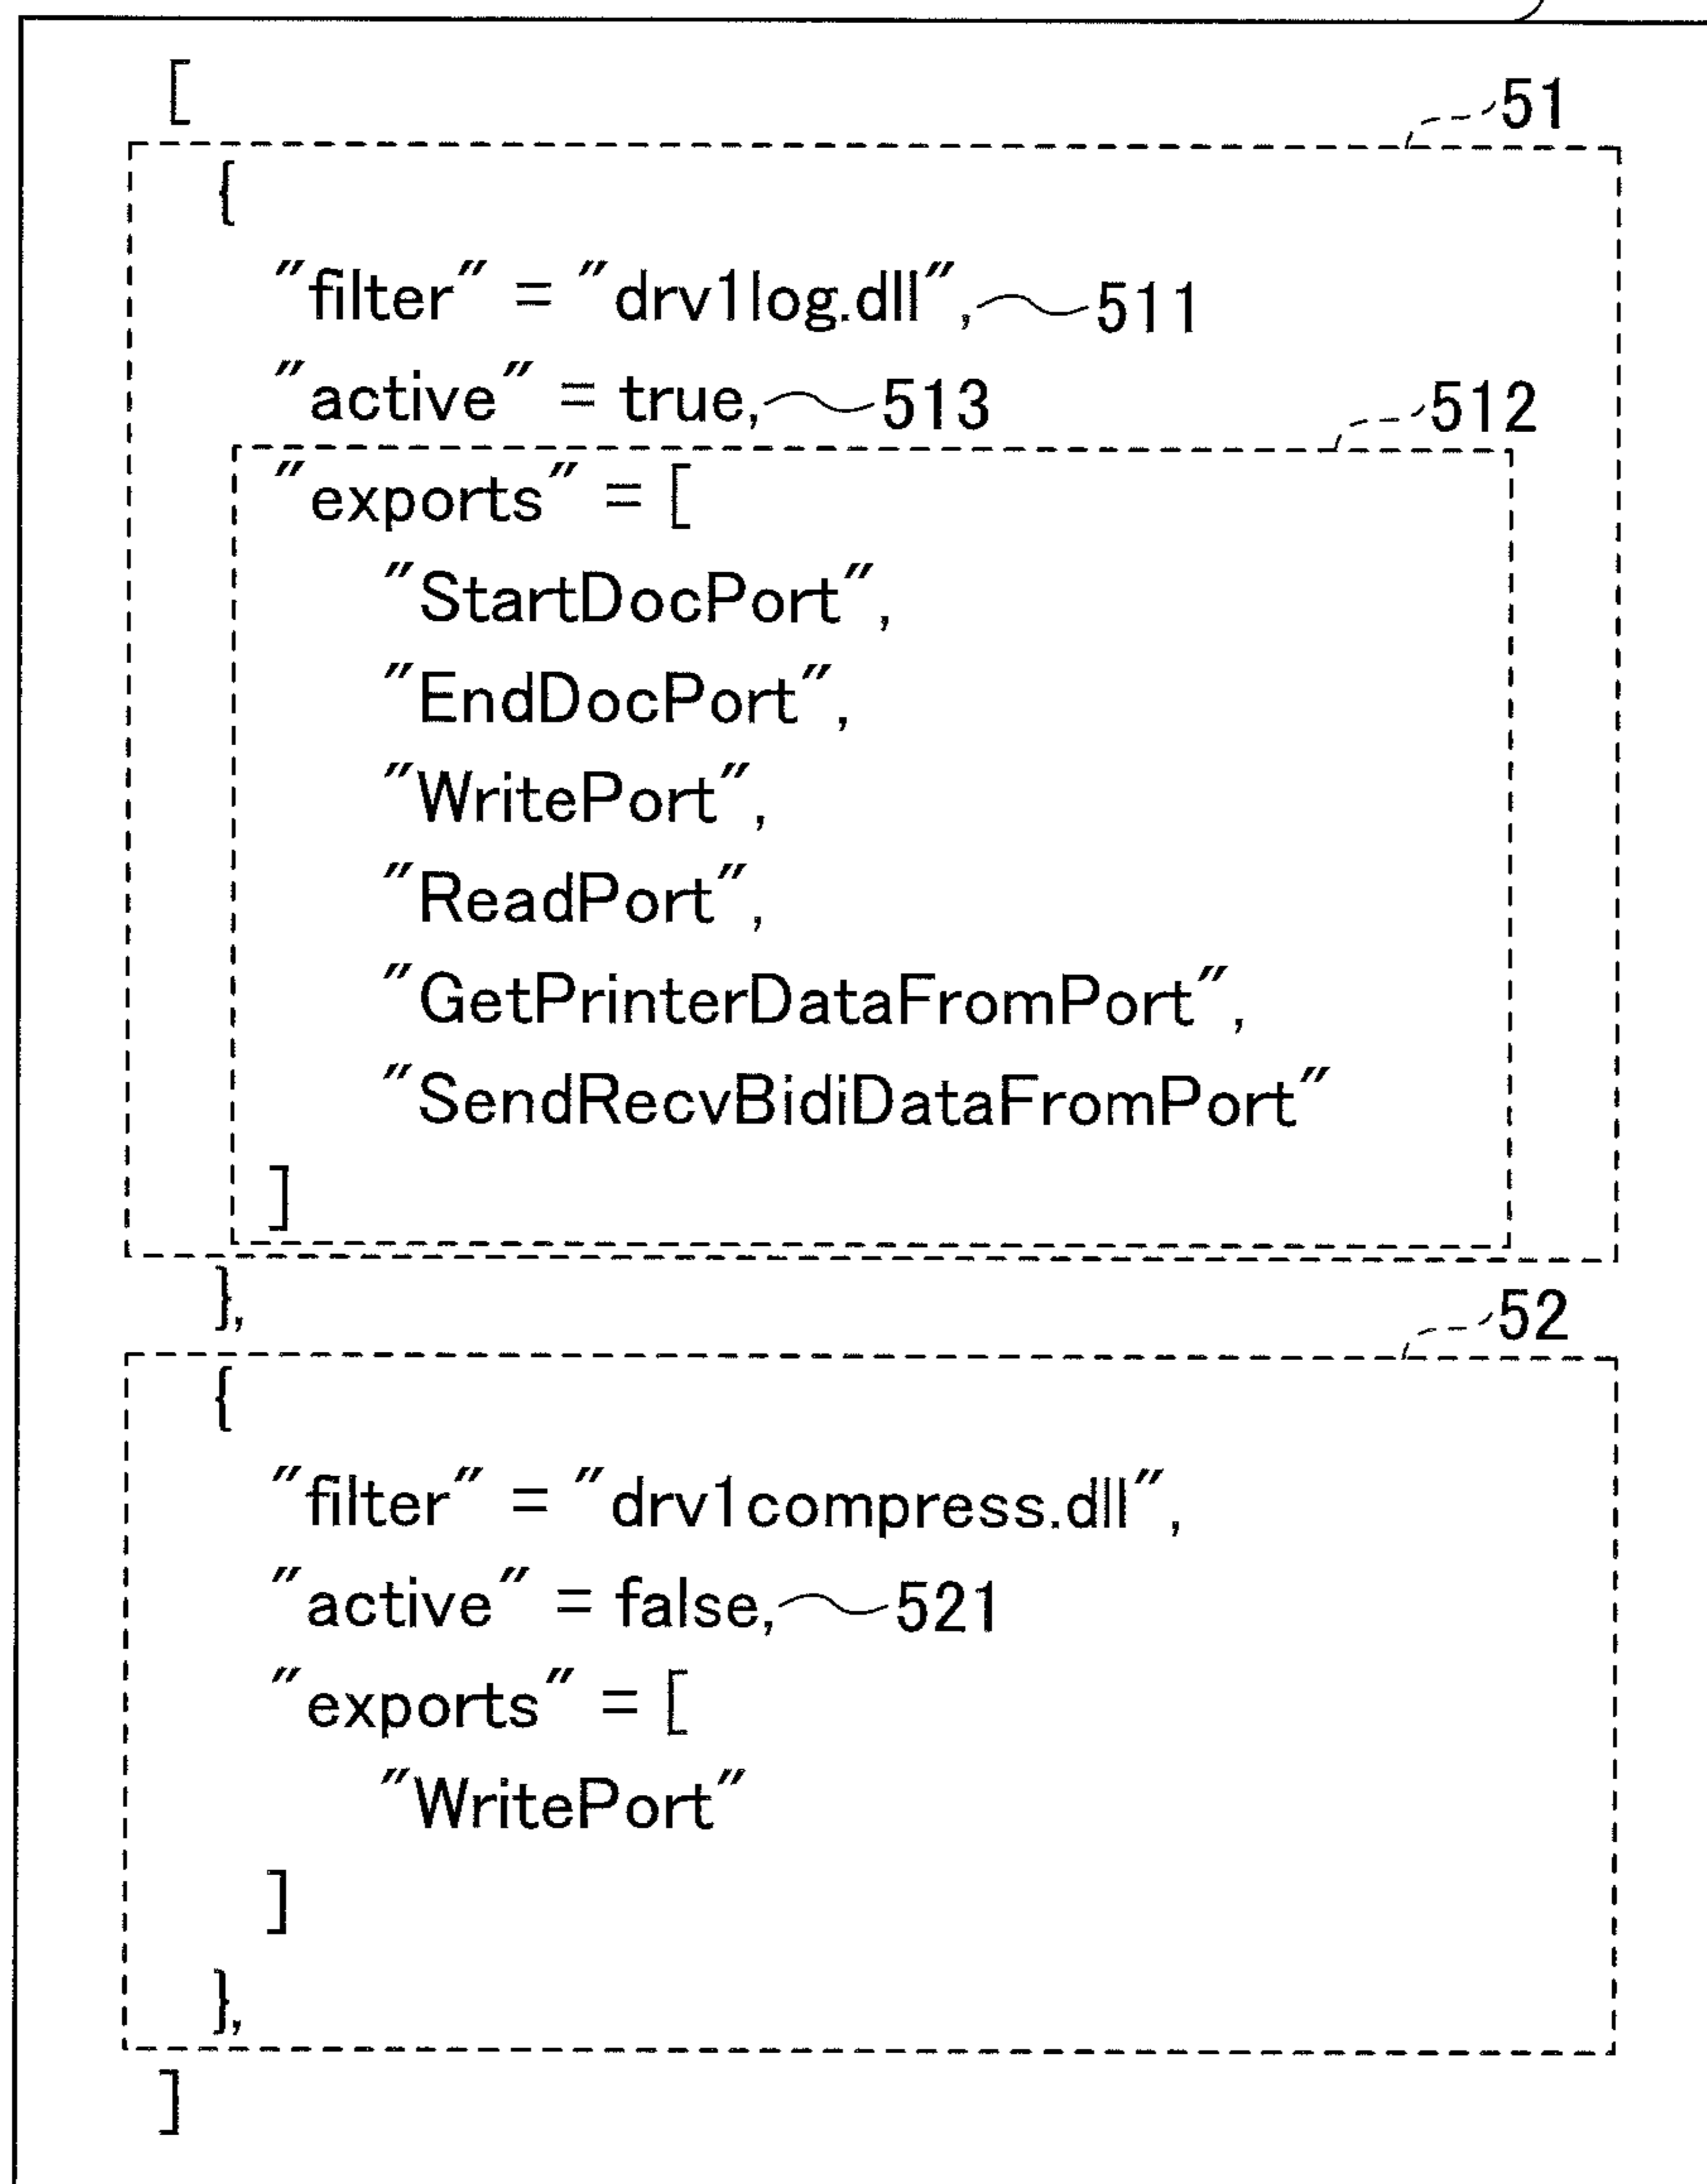 [
51
{
"filter" = "drv1log.dll", 511
"active" = true, 513
512
"exports" = [
"StartDocPort",
"EndDocPort",
"WritePort",
"ReadPort",
"GetPrinterDataFromPort",
"SendRecvBidiDataFromPort"
]
},
52
{
"filter" = "drv1compress.dll",
"active" = false, 521
"exports" = [
"WritePort"
]
},
]